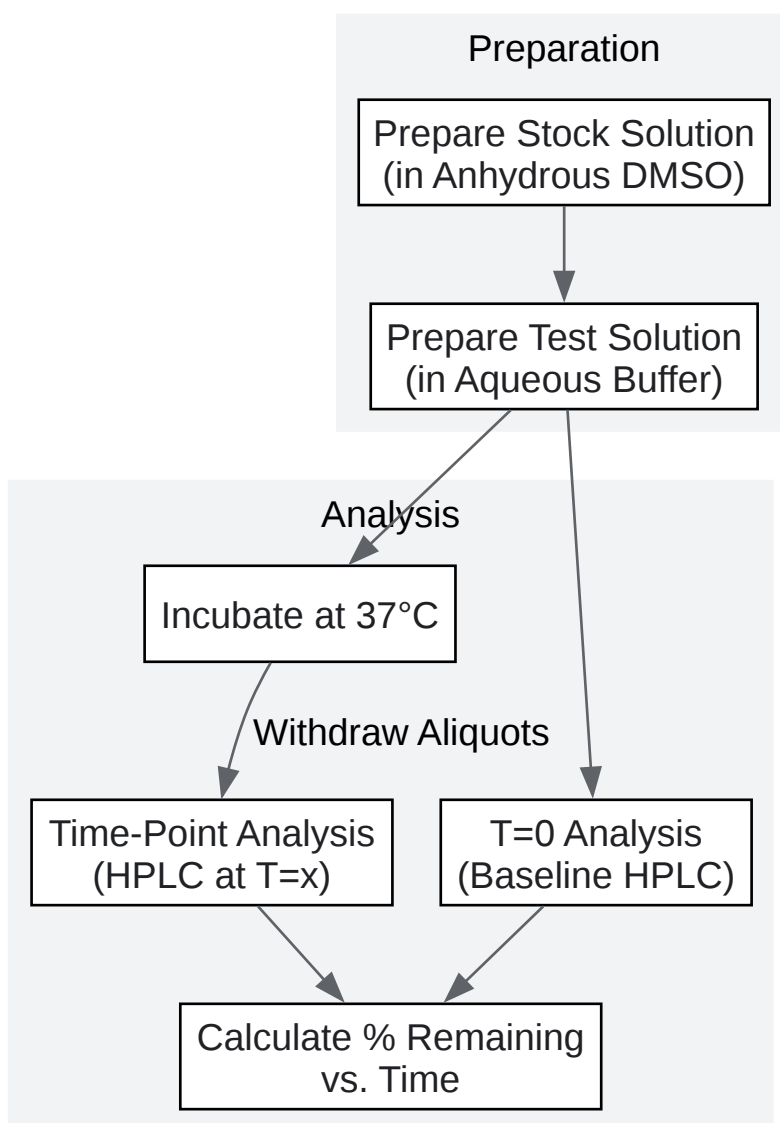 Preparation
Prepare Stock Solution
(in Anhydrous DMSO)
Prepare Test Solution
(in Aqueous Buffer)
Analysis
Incubate at 37°C
Withdraw Aliquots
Time-Point Analysis
(HPLC at T=x)
T=0 Analysis
(Baseline HPLC)
Calculate % Remaining
vs. Time